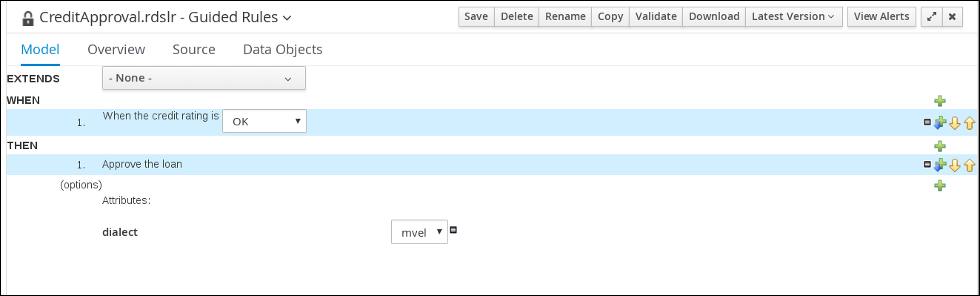 CreditApproval.rdslr - Guided Rules
Save Delete Rename Copy Validate Download Latest Version View Alerts
Model Overview Source Data Objects
EXTENDS - None -
WHEN
1. When the credit rating is OK
THEN
1. Approve the loan
(options)
Attributes:
dialect mvel